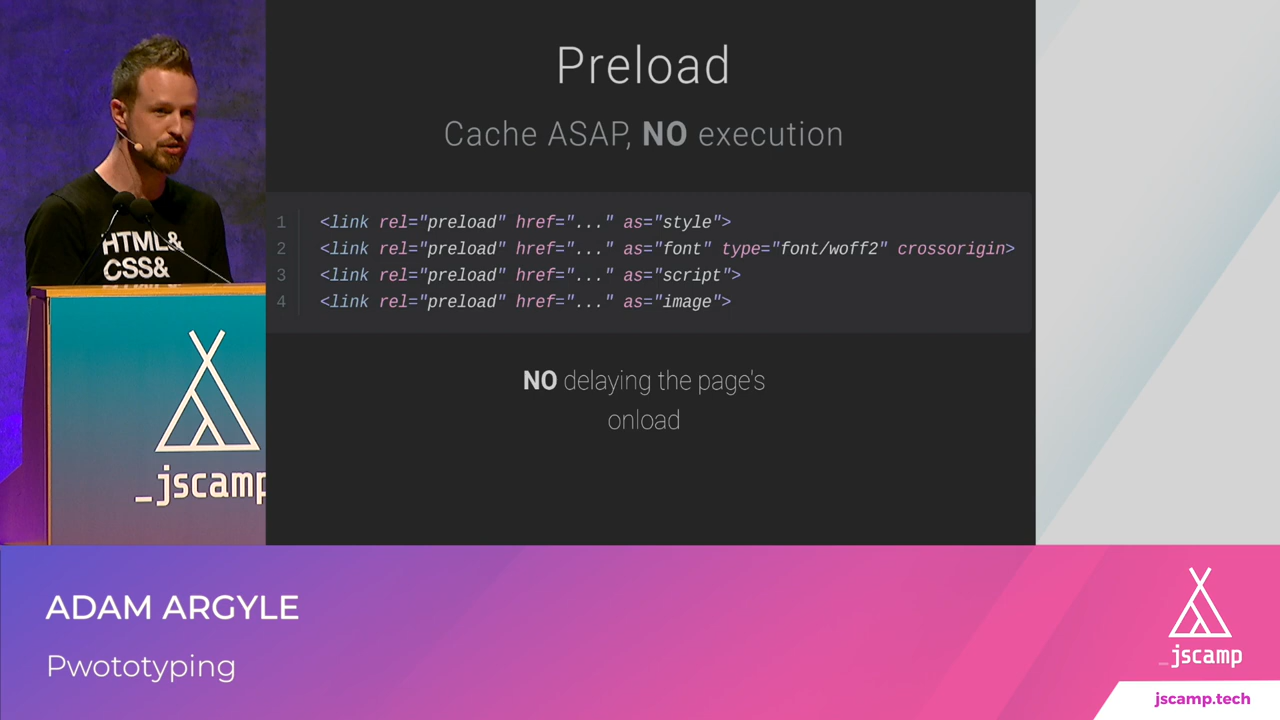 Preload
Cache ASAP, NO execution
1 <link rel="preload" href="..." as="style">
2 <link rel="preload" href="..." as="font" type="font/woff2" crossorigin>
3 <link rel="preload" href="..." as="script">
4 <link rel="preload" href="..." as="image">
NO delaying the page's
onload
HTML&
CSS&
_jscamp
ADAM ARGYLE
Pwototyping
_jscamp
jscamp.tech